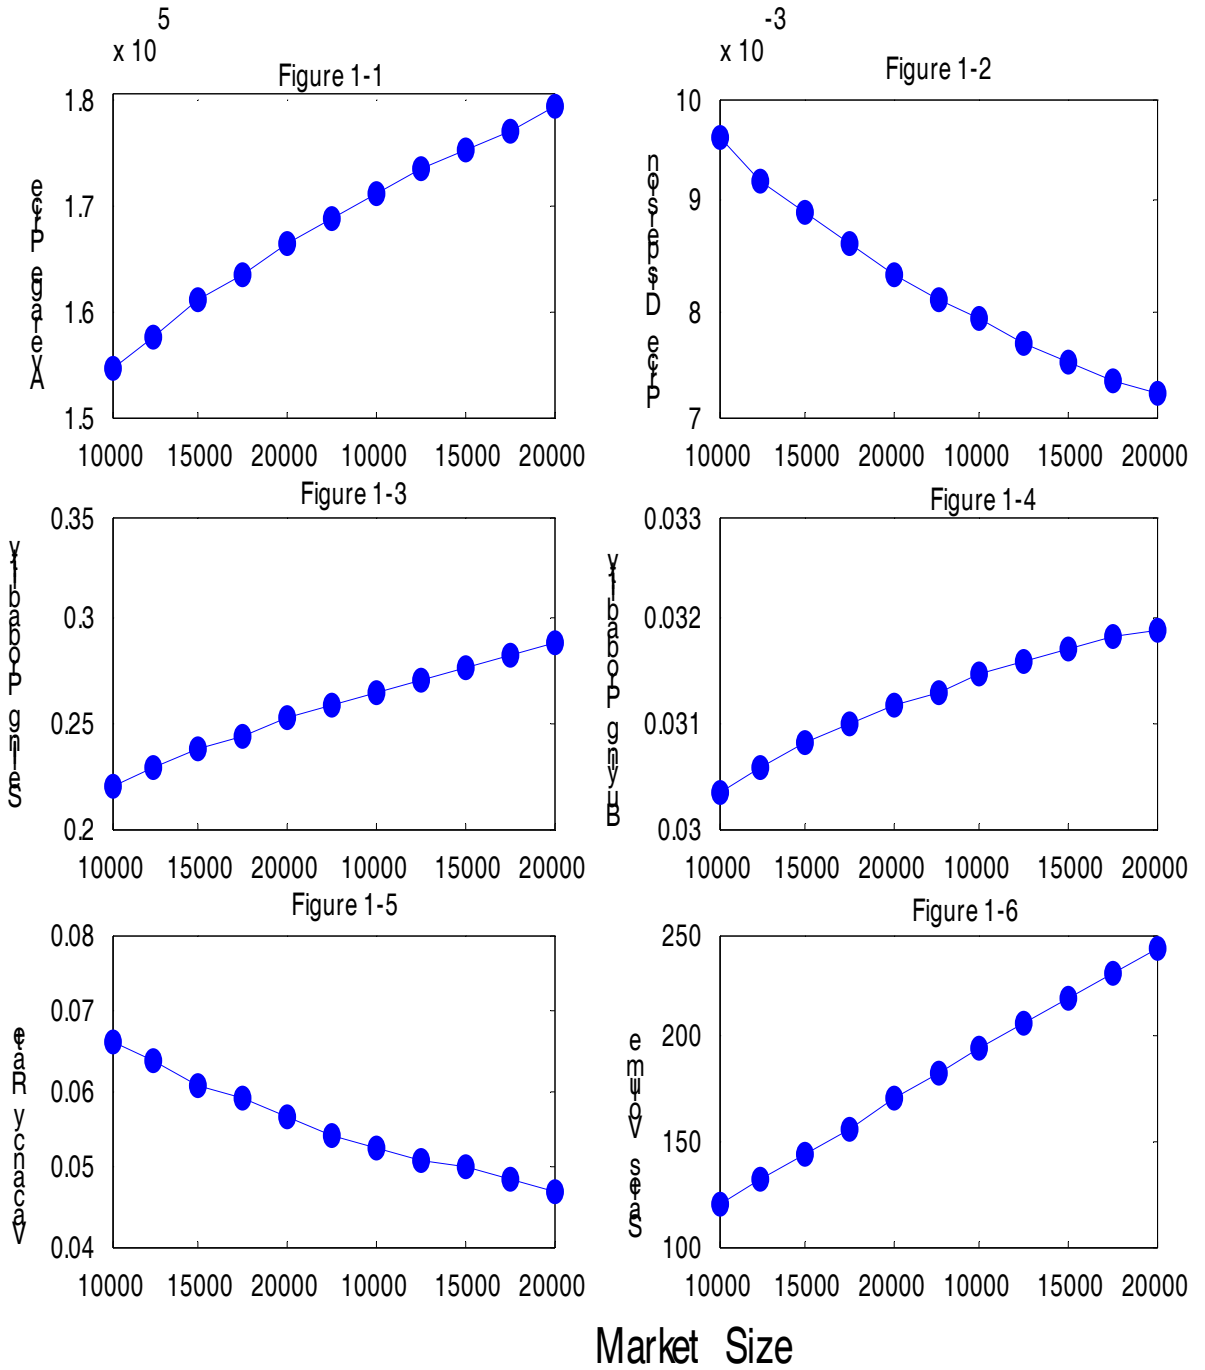 x 10 5
Figure 1-1
1.8
1.7
1.6
1.5
Average Price
10000 15000 20000 10000 15000 20000
x 10 -3
Figure 1-2
10
9
8
7
Price Dispersion
10000 15000 20000 10000 15000 20000
Figure 1-3
0.35
0.3
0.25
0.2
Selling Probability
10000 15000 20000 10000 15000 20000
Figure 1-4
0.033
0.032
0.031
0.03
Buying Probability
10000 15000 20000 10000 15000 20000
Figure 1-5
0.08
0.07
0.06
0.05
0.04
Vacancy Rate
10000 15000 20000 10000 15000 20000
Figure 1-6
250
200
150
100
Sales Volume
10000 15000 20000 10000 15000 20000
Market Size